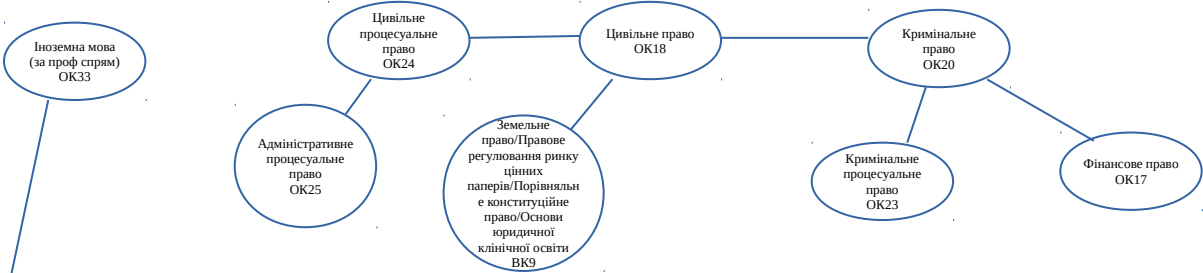 Іноземна мова
(за проф спрям)
ОК33
Цивільне
процесуальне
право
ОК24
Цивільне право
ОК18
Кримінальне
право
ОК20
Адміністративне
процесуальне
право
ОК25
Земельне
право/Правове
регулювання ринку
цінних
паперів/Порівняльн
е конституційне
право/Основи
юридичної
клінічної освіти
ВК9
Кримінальне
процесуальне
право
ОК23
Фінансове право
ОК17